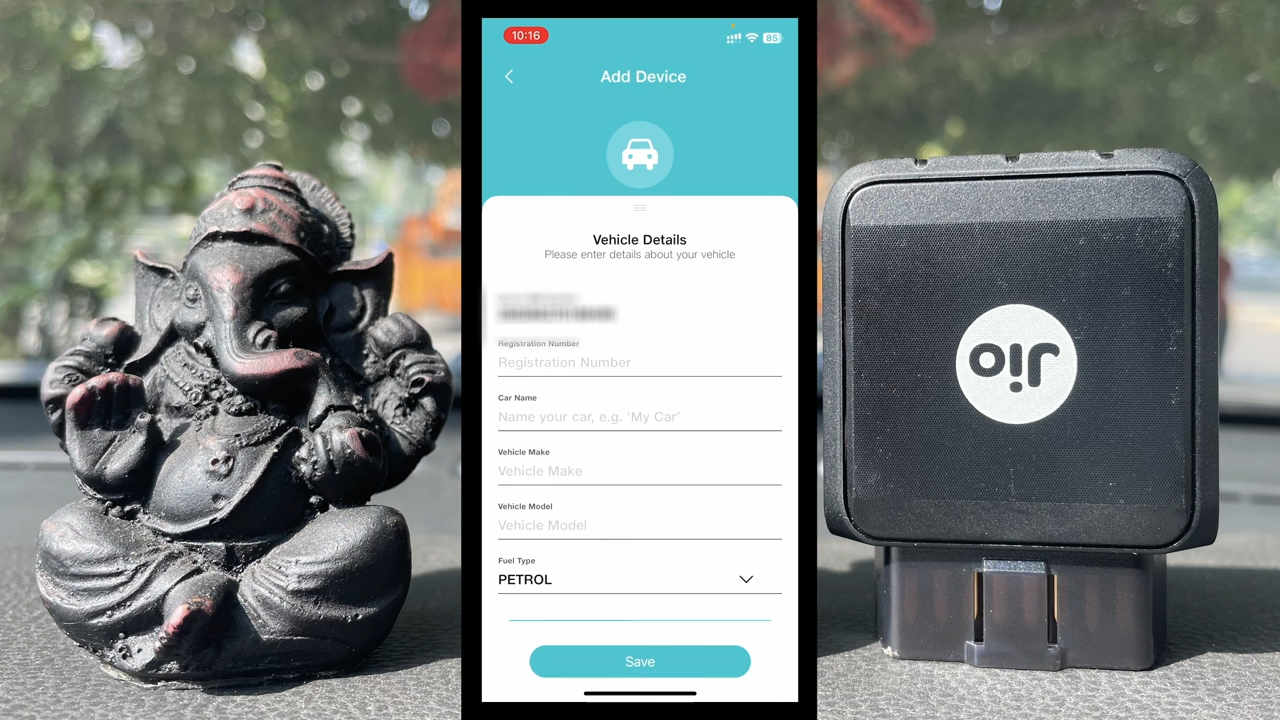 10:16
85
Add Device
Vehicle Details
Please enter details about your vehicle
Registration Number
Registration Number
Car Name
Name your car, e.g. 'My Car'
Vehicle Make
Vehicle Make
Vehicle Model
Vehicle Model
Fuel Type
PETROL
Save
Jio